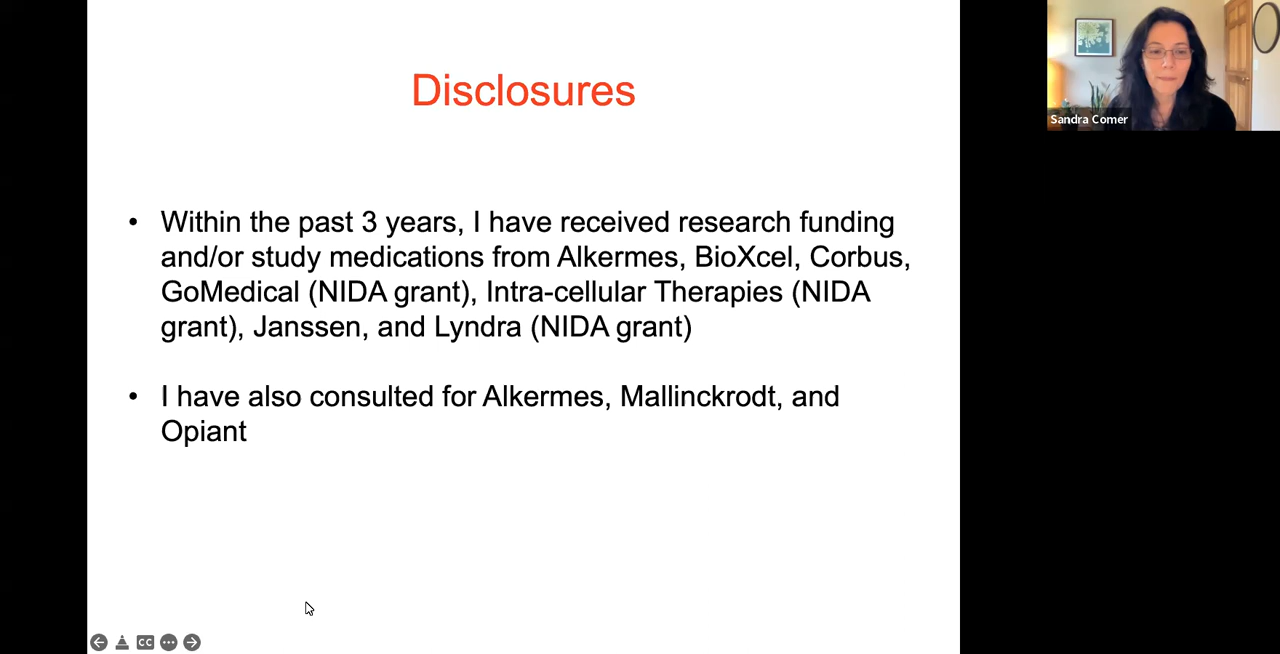 Disclosures
• Within the past 3 years, I have received research funding
and/or study medications from Alkermes, BioXcel, Corbus,
GoMedical (NIDA grant), Intra-cellular Therapies (NIDA
grant), Janssen, and Lyndra (NIDA grant)
• I have also consulted for Alkermes, Mallinckrodt, and
Opiant
Sandra Comer
CC